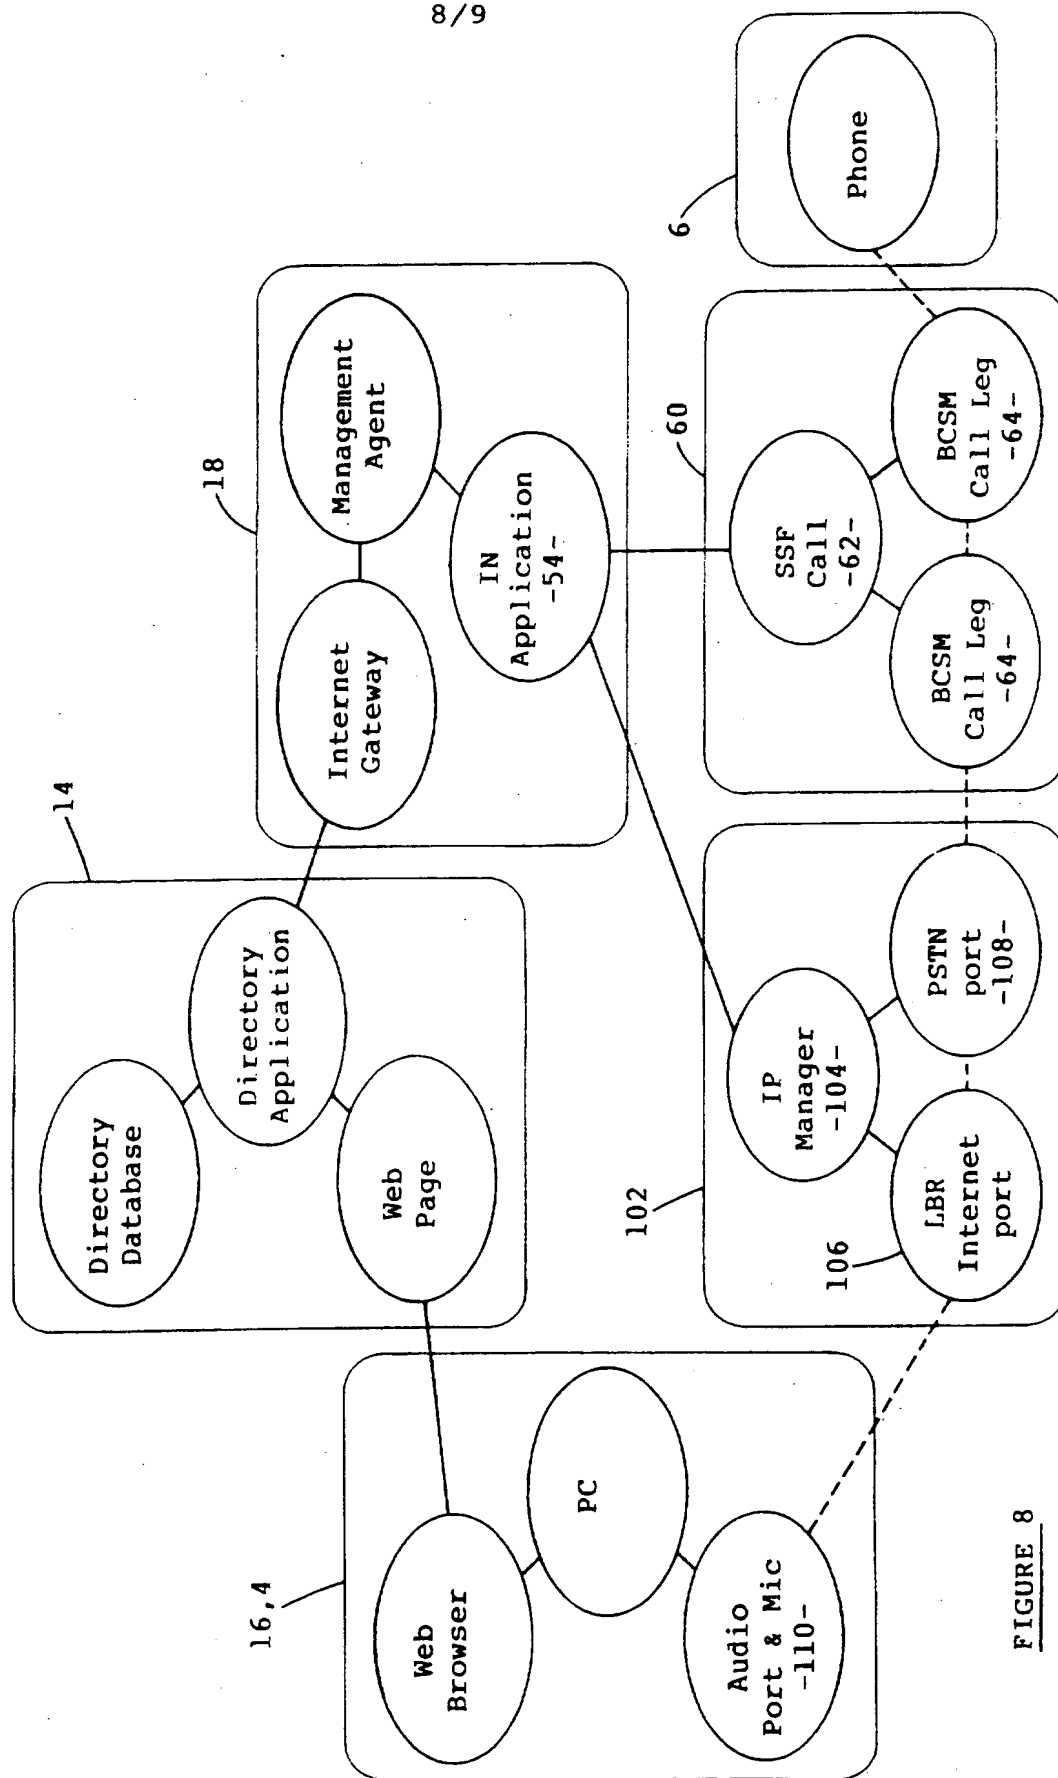 8/9
14
Directory
Database
Directory
Application
Web
Page
18
Internet
Gateway
Management
Agent
IN
Application
-54-
16,4
Web
Browser
PC
Audio
Port & Mic
-110-
102
IP
Manager
-104-
106
LBR
Internet
port
PSTN
port
-108-
60
SSF
Call
-62-
BCSM
Call Leg
-64-
BCSM
Call Leg
-64-
6
Phone
FIGURE 8